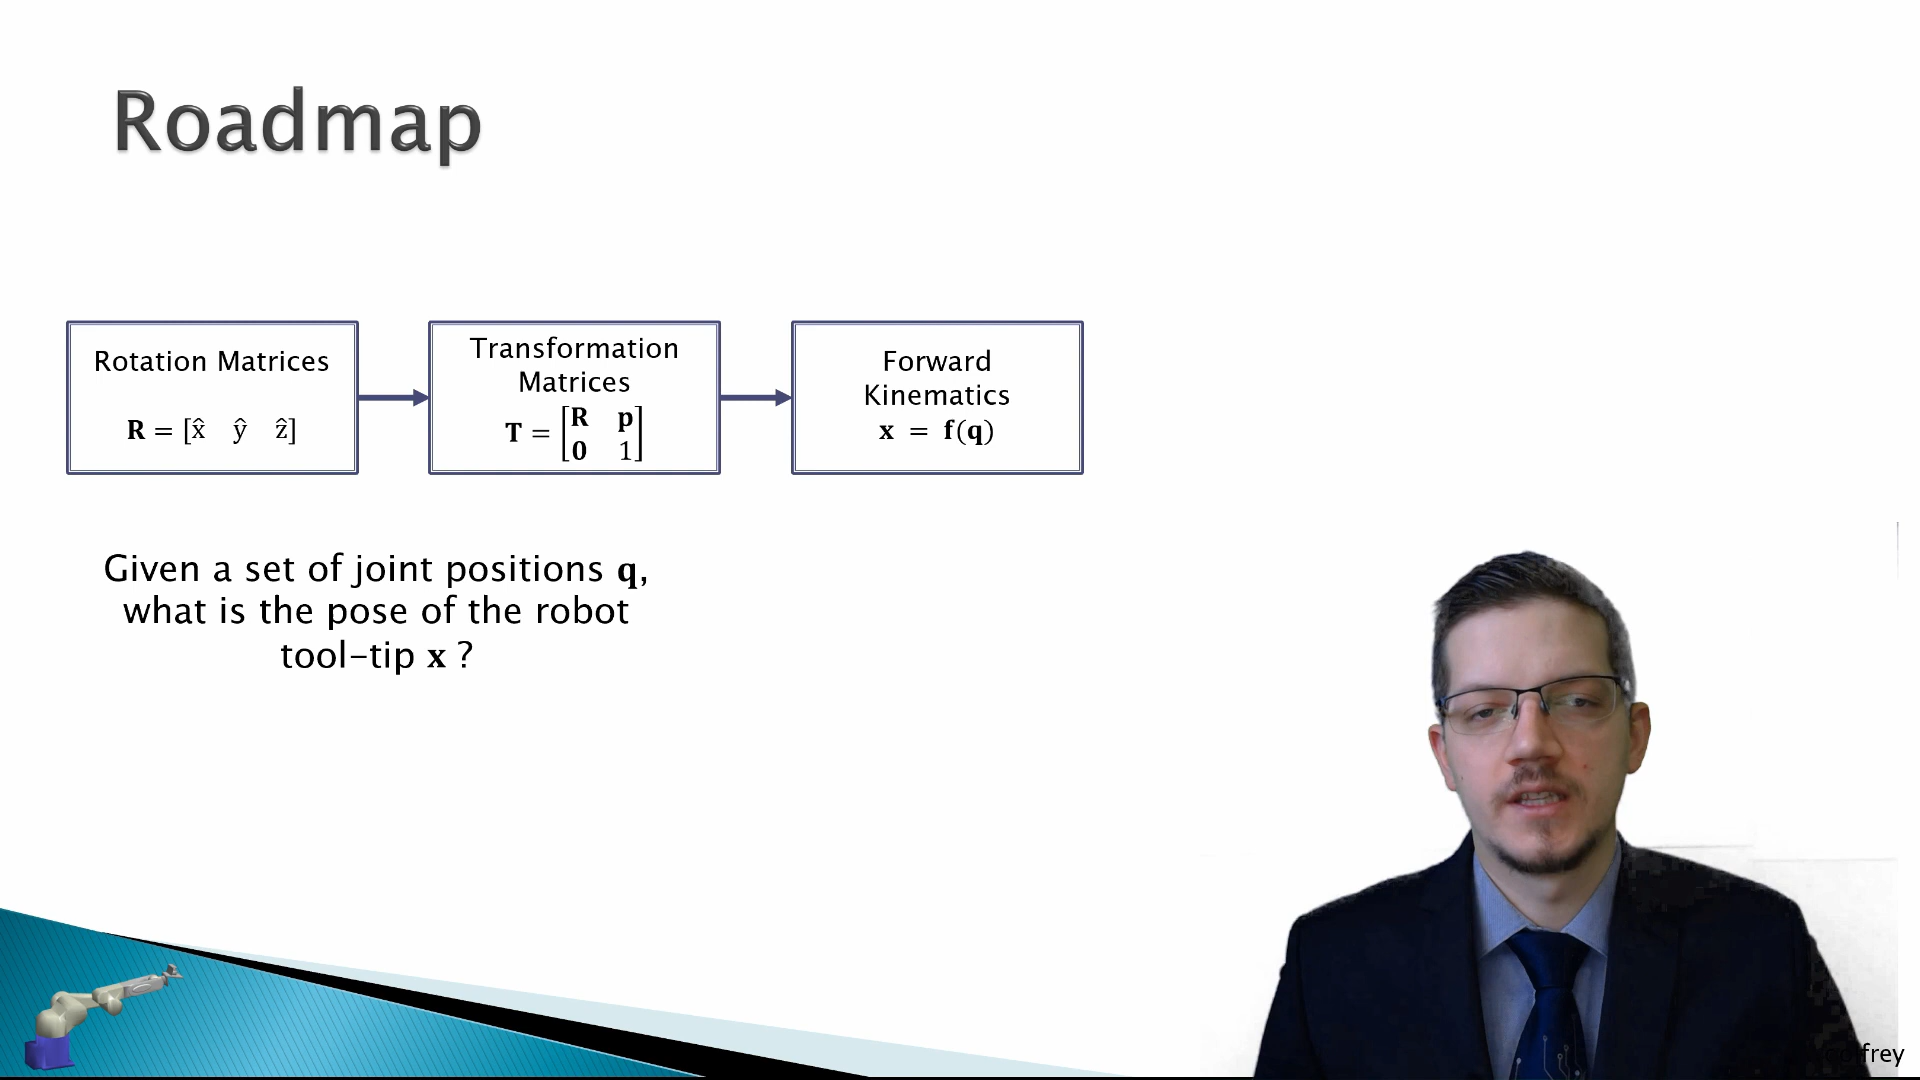 Roadmap
Rotation Matrices
R = [x̂ ŷ ẑ]
Transformation
Matrices
T = [R p
0 1]
Forward
Kinematics
x = f(q)
Given a set of joint positions q,
what is the pose of the robot
tool-tip x ?